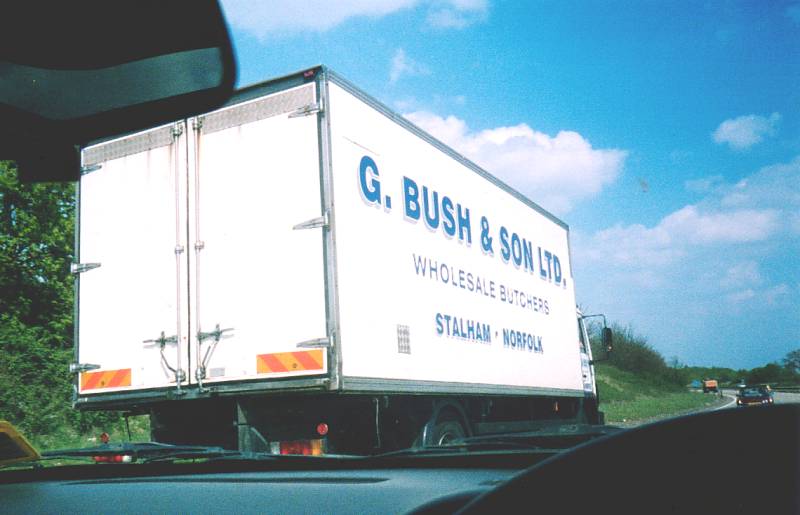 G. BUSH & SON LTD.
WHOLESALE BUTCHERS
STALHAM · NORFOLK